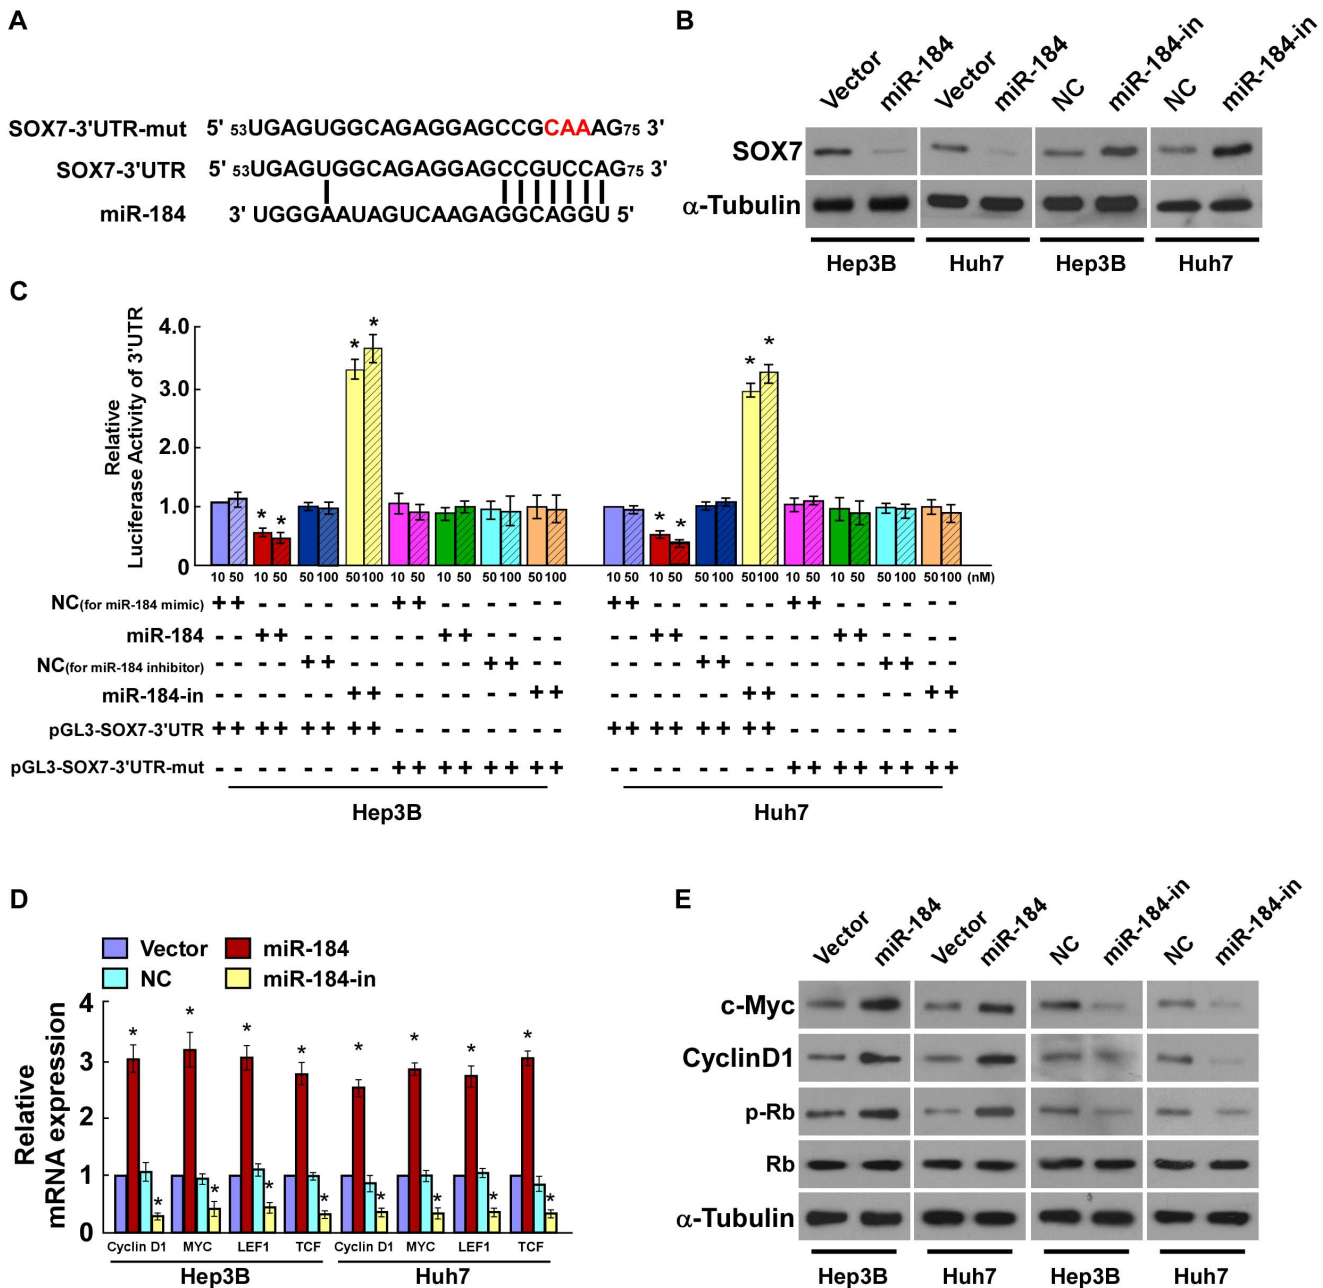 A
SOX7-3'UTR-mut 5' 53UGAGUGGCAGAGGAGCCGCAAAG75 3'
SOX7-3'UTR 5' 53UGAGUGGCAGAGGAGCCGUCCAG75 3'
miR-184 3' UGGGAAUAGUCAAGAGGCAGGU 5'
B
Vector miR-184 Vector miR-184 NC miR-184-in NC miR-184-in
SOX7
α-Tubulin
Hep3B Huh7 Hep3B Huh7
C
Relative
Luciferase Activity of 3'UTR
4.0
3.0
2.0
1.0
0
* * * * * * * *
10 50 10 50 50 100 50 100 10 50 10 50 50 100 50 100 10 50 10 50 50 100 50 100 10 50 10 50 50 100 50 100 (nM)
NC(for miR-184 mimic) + + - - - - - - + + - - - - - - + + - - - - - - + + - - - - - -
miR-184 - - + + - - - - - - + + - - - - - - + + - - - - - - + + - - - -
NC(for miR-184 inhibitor) - - - - + + - - - - - - + + - - - - - - + + - - - - - - + + - -
miR-184-in - - - - - - + + - - - - - - + + - - - - - - + + - - - - - - + +
pGL3-SOX7-3'UTR + + + + + + + + - - - - - - - - + + + + + + + + - - - - - - - -
pGL3-SOX7-3'UTR-mut - - - - - - - - + + + + + + + + - - - - - - - - + + + + + + + +
Hep3B Huh7
D
Vector miR-184
NC miR-184-in
Relative
mRNA expression
4
3
2
1
0
* * * * * * * *
* * * * * * * *
Cyclin D1 MYC LEF1 TCF Cyclin D1 MYC LEF1 TCF
Hep3B Huh7
E
Vector miR-184 Vector miR-184 NC miR-184-in NC miR-184-in
c-Myc
CyclinD1
p-Rb
Rb
α-Tubulin
Hep3B Huh7 Hep3B Huh7